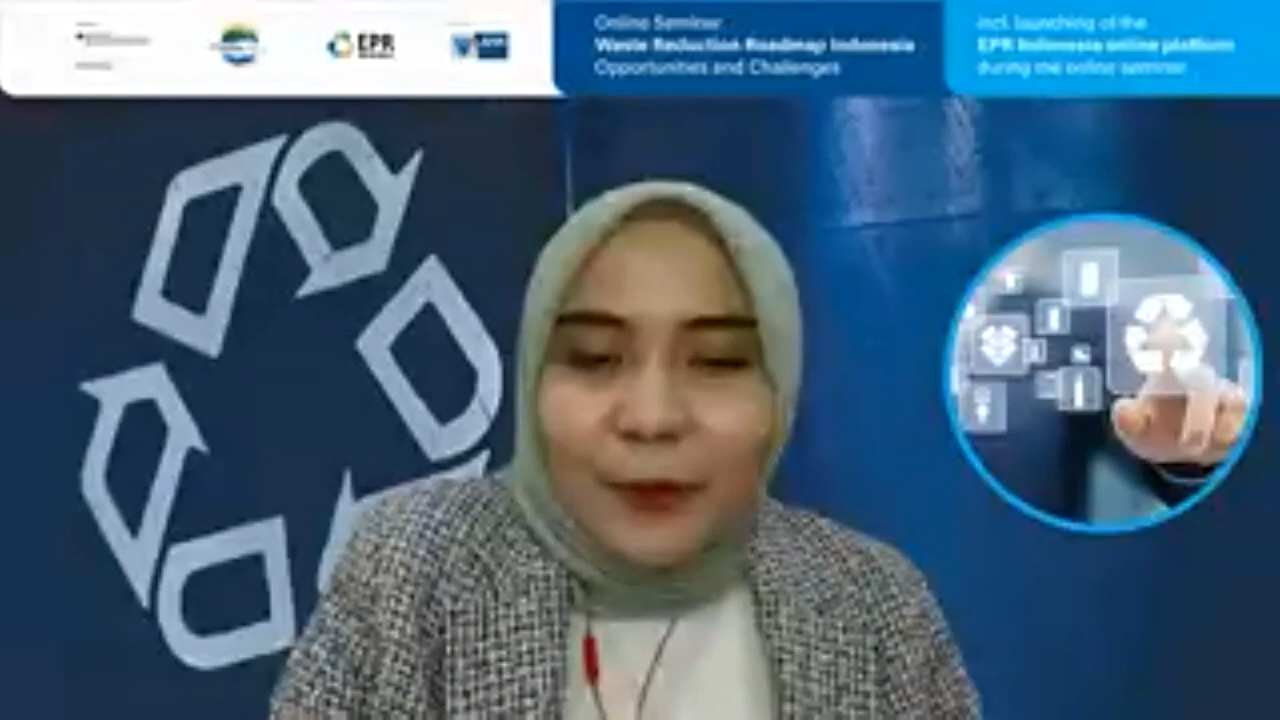 EPR
Online Seminar
Waste Reduction Roadmap Indonesia
Opportunities and Challenges
incl. launching of the
EPR Indonesia online platform
during the online seminar